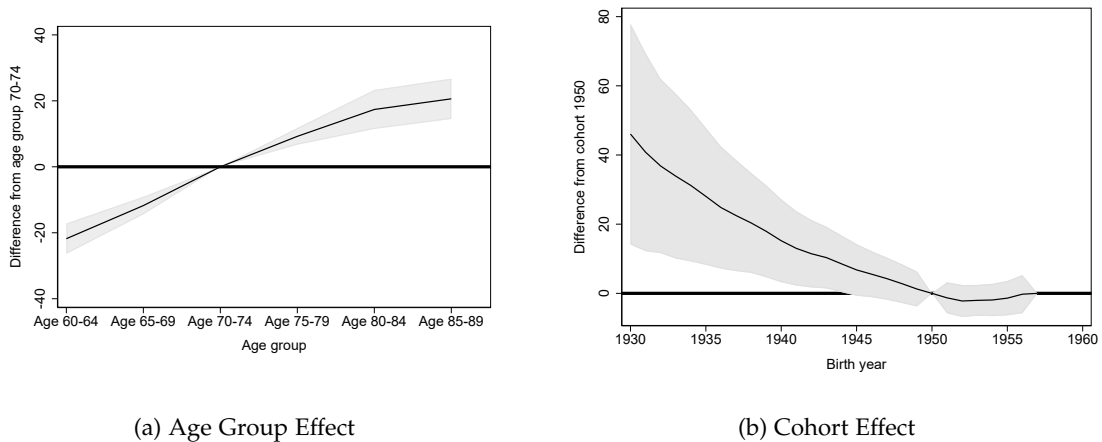 Difference from age group 70-74
40
20
0
-20
-40
Age 60-64 Age 65-69 Age 70-74 Age 75-79 Age 80-84 Age 85-89
Age group
(a) Age Group Effect
Difference from cohort 1950
80
60
40
20
0
1930 1935 1940 1945 1950 1955 1960
Birth year
(b) Cohort Effect